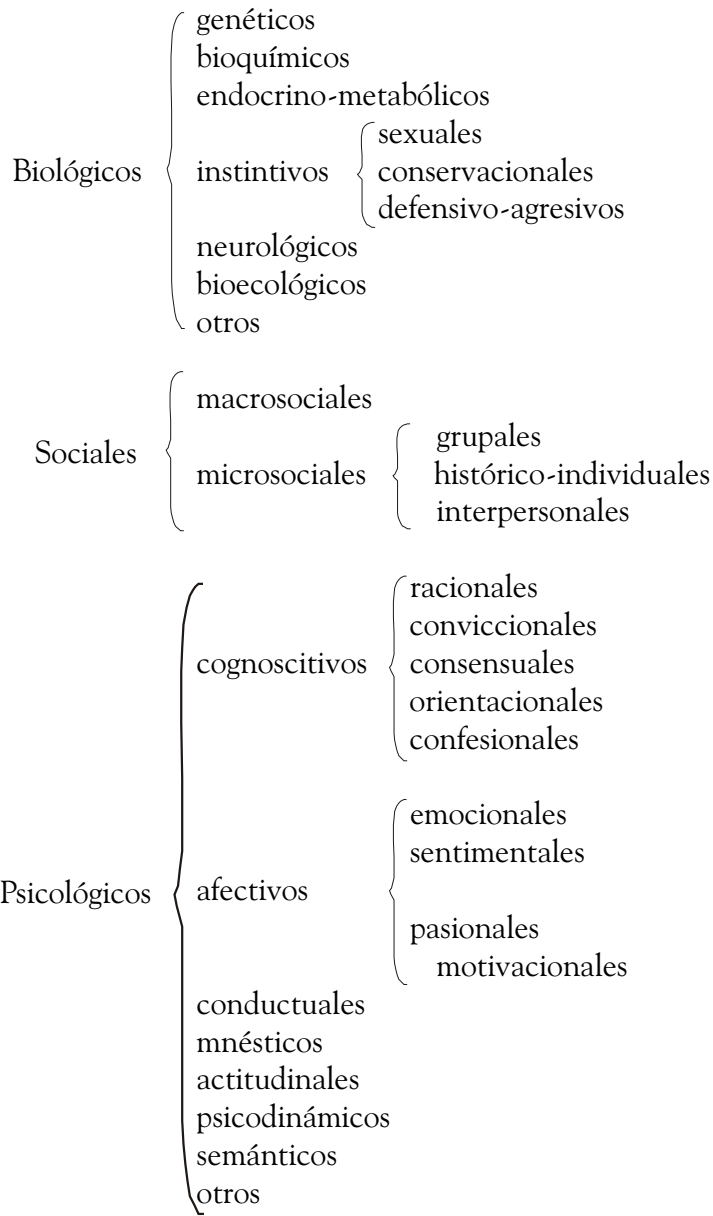 genéticos
bioquímicos
endocrino-metabólicos
sexuales
Biológicos instintivos conservacionales
defensivo-agresivos
neurológicos
bioecológicos
otros
macrosociales
grupales
Sociales
microsociales histórico-individuales
interpersonales
racionales
conviccionales
cognoscitivos consensuales
orientacionales
confesionales
emocionales
sentimentales
Psicológicos afectivos
pasionales
motivacionales
conductuales
mnésticos
actitudinales
psicodinámicos
semánticos
otros